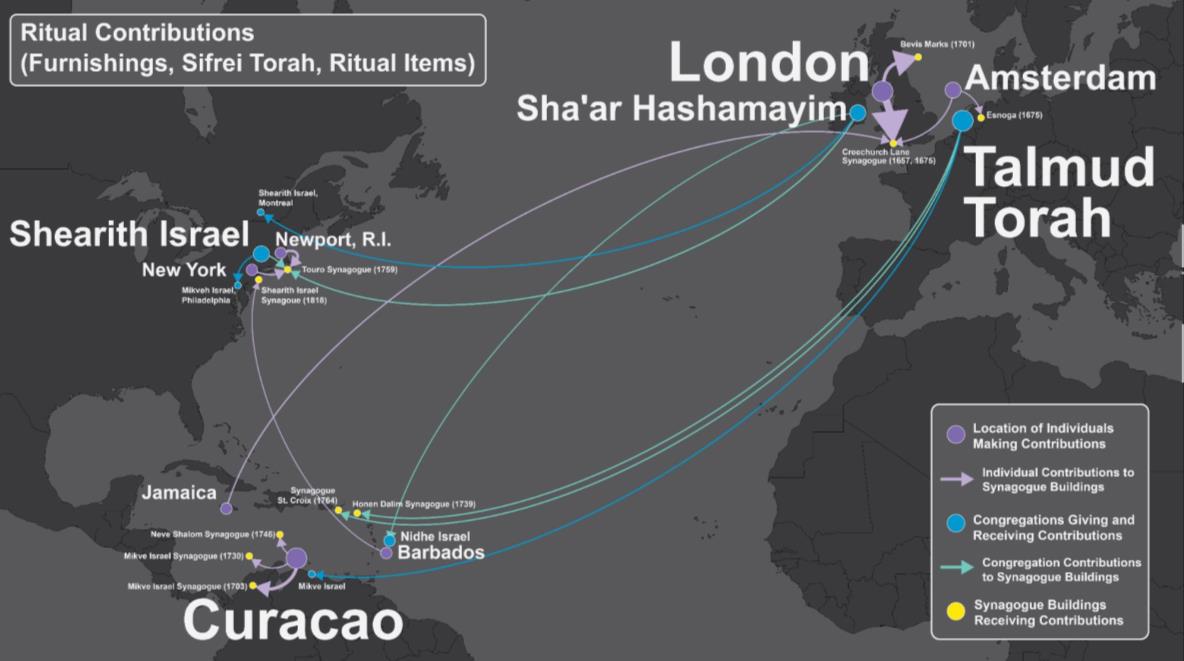 Ritual Contributions
(Furnishings, Sifrei Torah, Ritual Items)
London
Bevis Marks (1701)
Amsterdam
Sha'ar Hashamayim
Esnoga (1675)
Creechurch Lane
Synagogue (1657, 1675)
Talmud
Torah
Shearith Israel,
Montreal
Shearith Israel
Newport, R.I.
New York
Touro Synagogue (1759)
Mikveh Israel,
Philadelphia
Shearith Israel
Synagoue (1818)
Jamaica
Synagogue
St. Croix (1764)
Honen Dalim Synagogue (1739)
Neve Shalom Synagogue (1746)
Nidhe Israel
Barbados
Mikve Israel Synagogue (1730)
Mikve Israel Synagogue (1703)
Mikve Israel
Curacao
Location of Individuals
Making Contributions
Individual Contributions to
Synagogue Buildings
Congregations Giving and
Receiving Contributions
Congregation Contributions
to Synagogue Buildings
Synagogue Buildings
Receiving Contributions